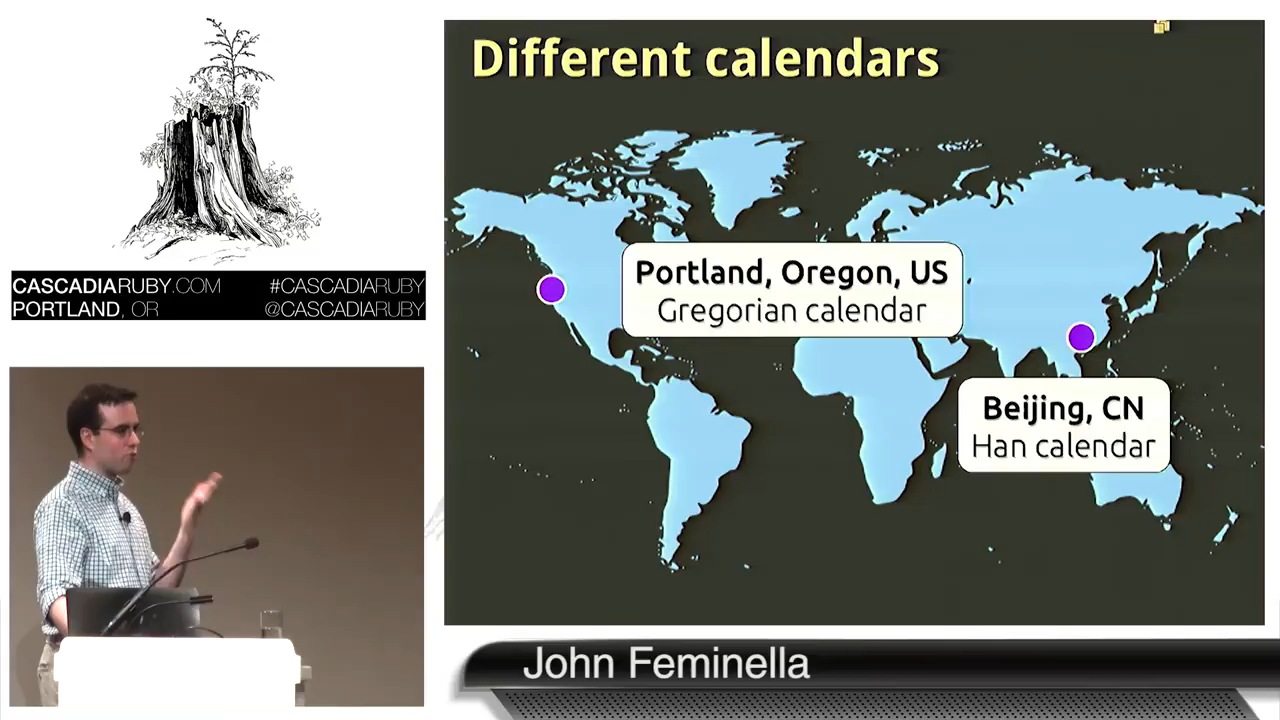 CASCADIARUBY.COM #CASCADIARUBY
PORTLAND, OR @CASCADIARUBY
Different calendars
Portland, Oregon, US
Gregorian calendar
Beijing, CN
Han calendar
John Feminella